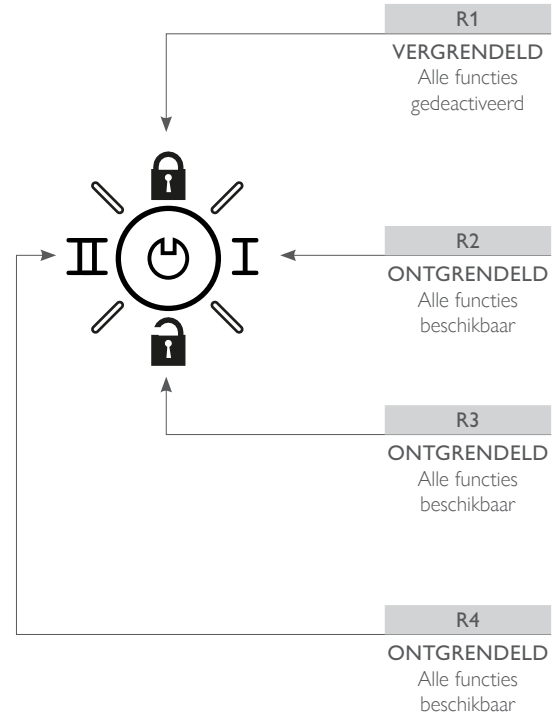 R1
VERGRENDELD
Alle functies
gedeactiveerd
II I
R2
ONTGRENDELD
Alle functies
beschikbaar
R3
ONTGRENDELD
Alle functies
beschikbaar
R4
ONTGRENDELD
Alle functies
beschikbaar